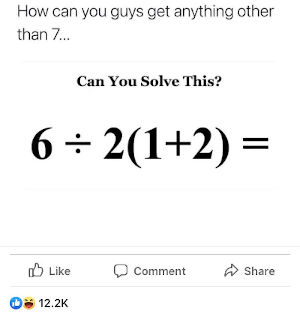 How can you guys get anything other
than 7...
Can You Solve This?
6 ÷ 2(1+2) =
Like
Comment
Share
12.2K